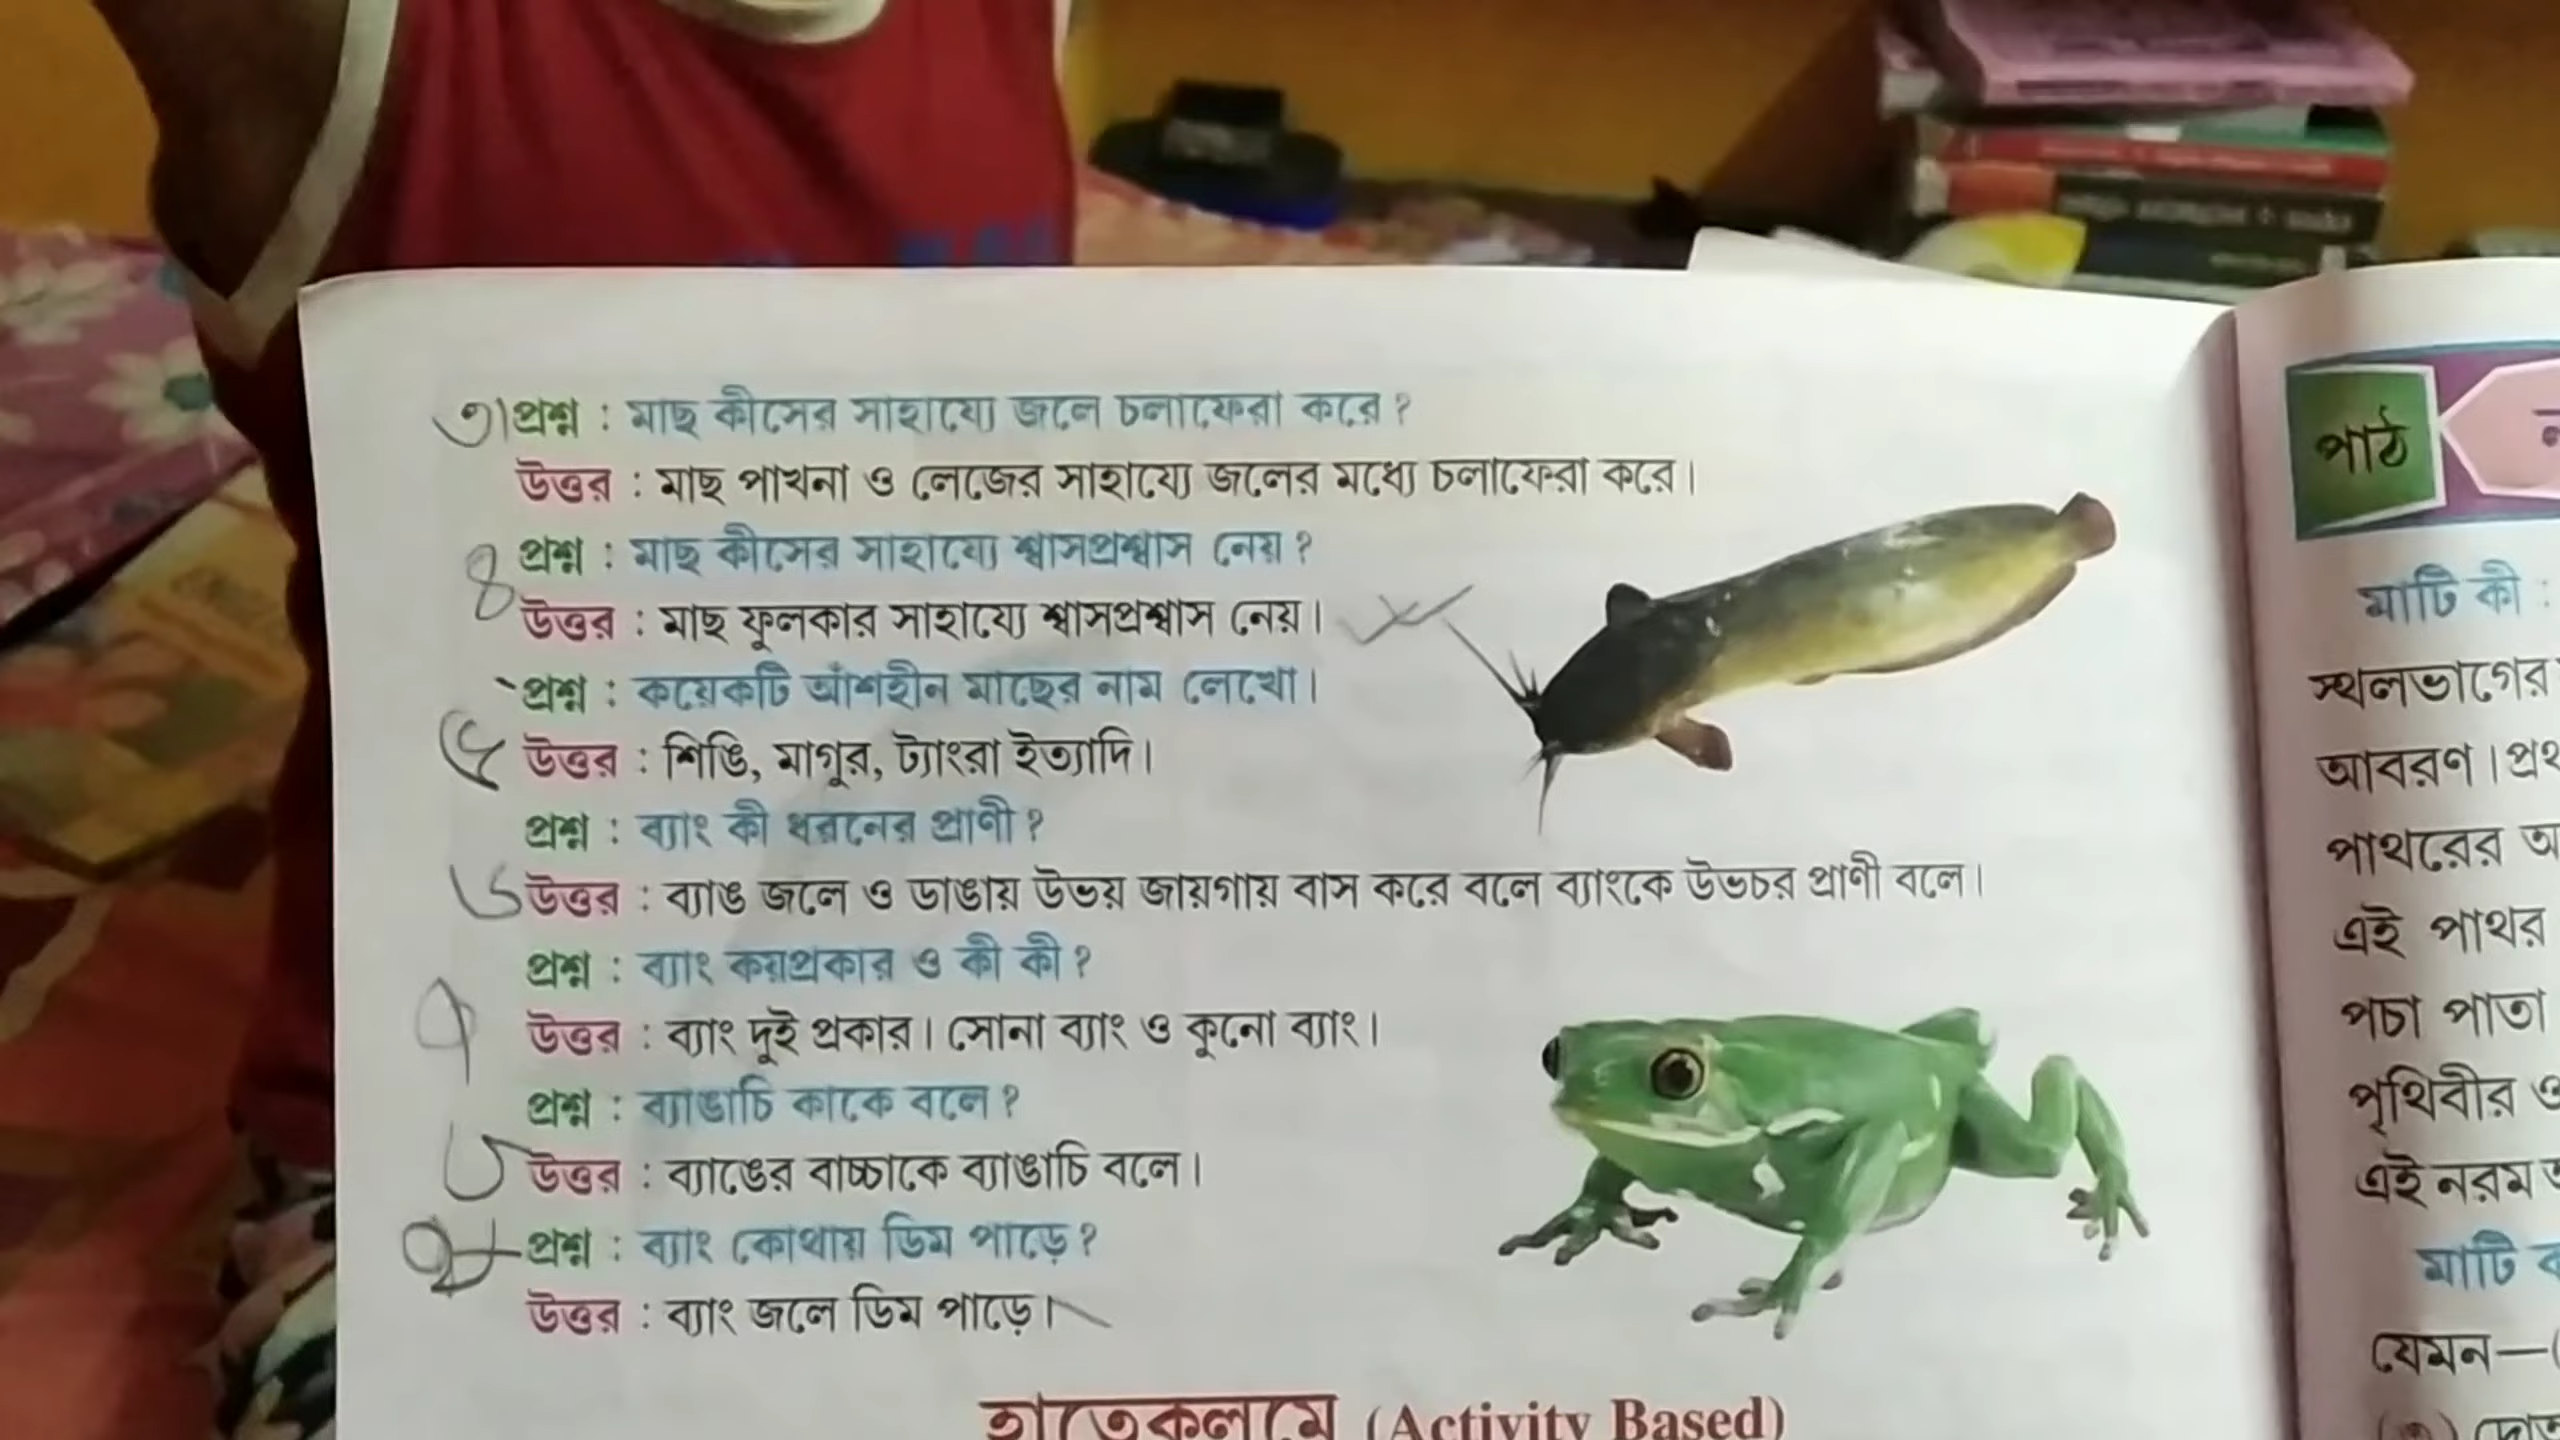 ৩। প্রশ্ন : মাছ কীসের সাহায্যে জলে চলাফেরা করে?
উত্তর : মাছ পাখনা ও লেজের সাহায্যে জলের মধ্যে চলাফেরা করে।
৪ প্রশ্ন : মাছ কীসের সাহায্যে শ্বাসপ্রশ্বাস নেয়?
উত্তর : মাছ ফুলকার সাহায্যে শ্বাসপ্রশ্বাস নেয়।
প্রশ্ন : কয়েকটি আঁশহীন মাছের নাম লেখো।
৫ উত্তর : শিঙি, মাগুর, ট্যাংরা ইত্যাদি।
প্রশ্ন : ব্যাং কী ধরনের প্রাণী?
৬ উত্তর : ব্যাঙ জলে ও ডাঙায় উভয় জায়গায় বাস করে বলে ব্যাংকে উভচর প্রাণী বলে।
প্রশ্ন : ব্যাং কয়প্রকার ও কী কী?
৭ উত্তর : ব্যাং দুই প্রকার। সোনা ব্যাং ও কুনো ব্যাং।
প্রশ্ন : ব্যাঙাচি কাকে বলে?
৮ উত্তর : ব্যাঙের বাচ্চাকে ব্যাঙাচি বলে।
প্রশ্ন : ব্যাং কোথায় ডিম পাড়ে?
উত্তর : ব্যাং জলে ডিম পাড়ে।
হাতেকলমে (Activity Based)
পাঠ
মাটি কী :
স্থলভাগের
আবরণ।
পাথরের
এই পাথর
পচা পাতা
পৃথিবীর ও
এই নরম
মাটি
যেমন—